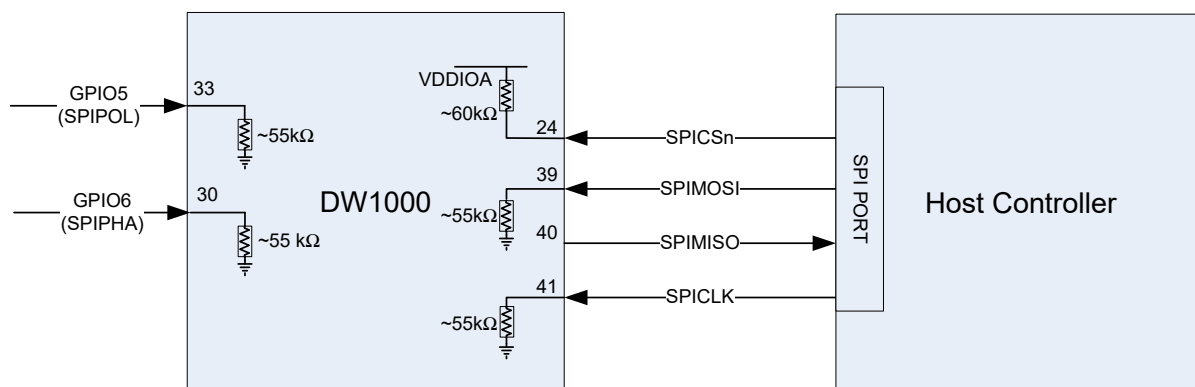 GPIO5
(SPIPOL)
33
~55kΩ
GPIO6
(SPIPHA)
30
~55 kΩ
DW1000
VDDIOA
~60kΩ
24
SPICSn
39
~55kΩ
SPIMOSI
40
SPIMISO
41
~55kΩ
SPICLK
SPI PORT
Host Controller